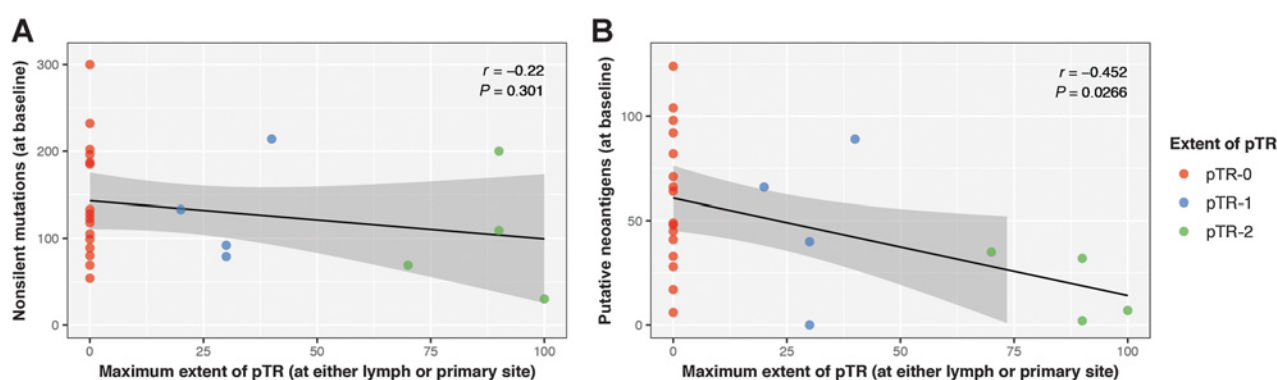 A
Nonsilent mutations (at baseline)
300
200
100
0
r = −0.22
P = 0.301
0 25 50 75 100
Maximum extent of pTR (at either lymph or primary site)
B
Putative neoantigens (at baseline)
100
50
0
r = −0.452
P = 0.0266
0 25 50 75 100
Maximum extent of pTR (at either lymph or primary site)
Extent of pTR
pTR-0
pTR-1
pTR-2